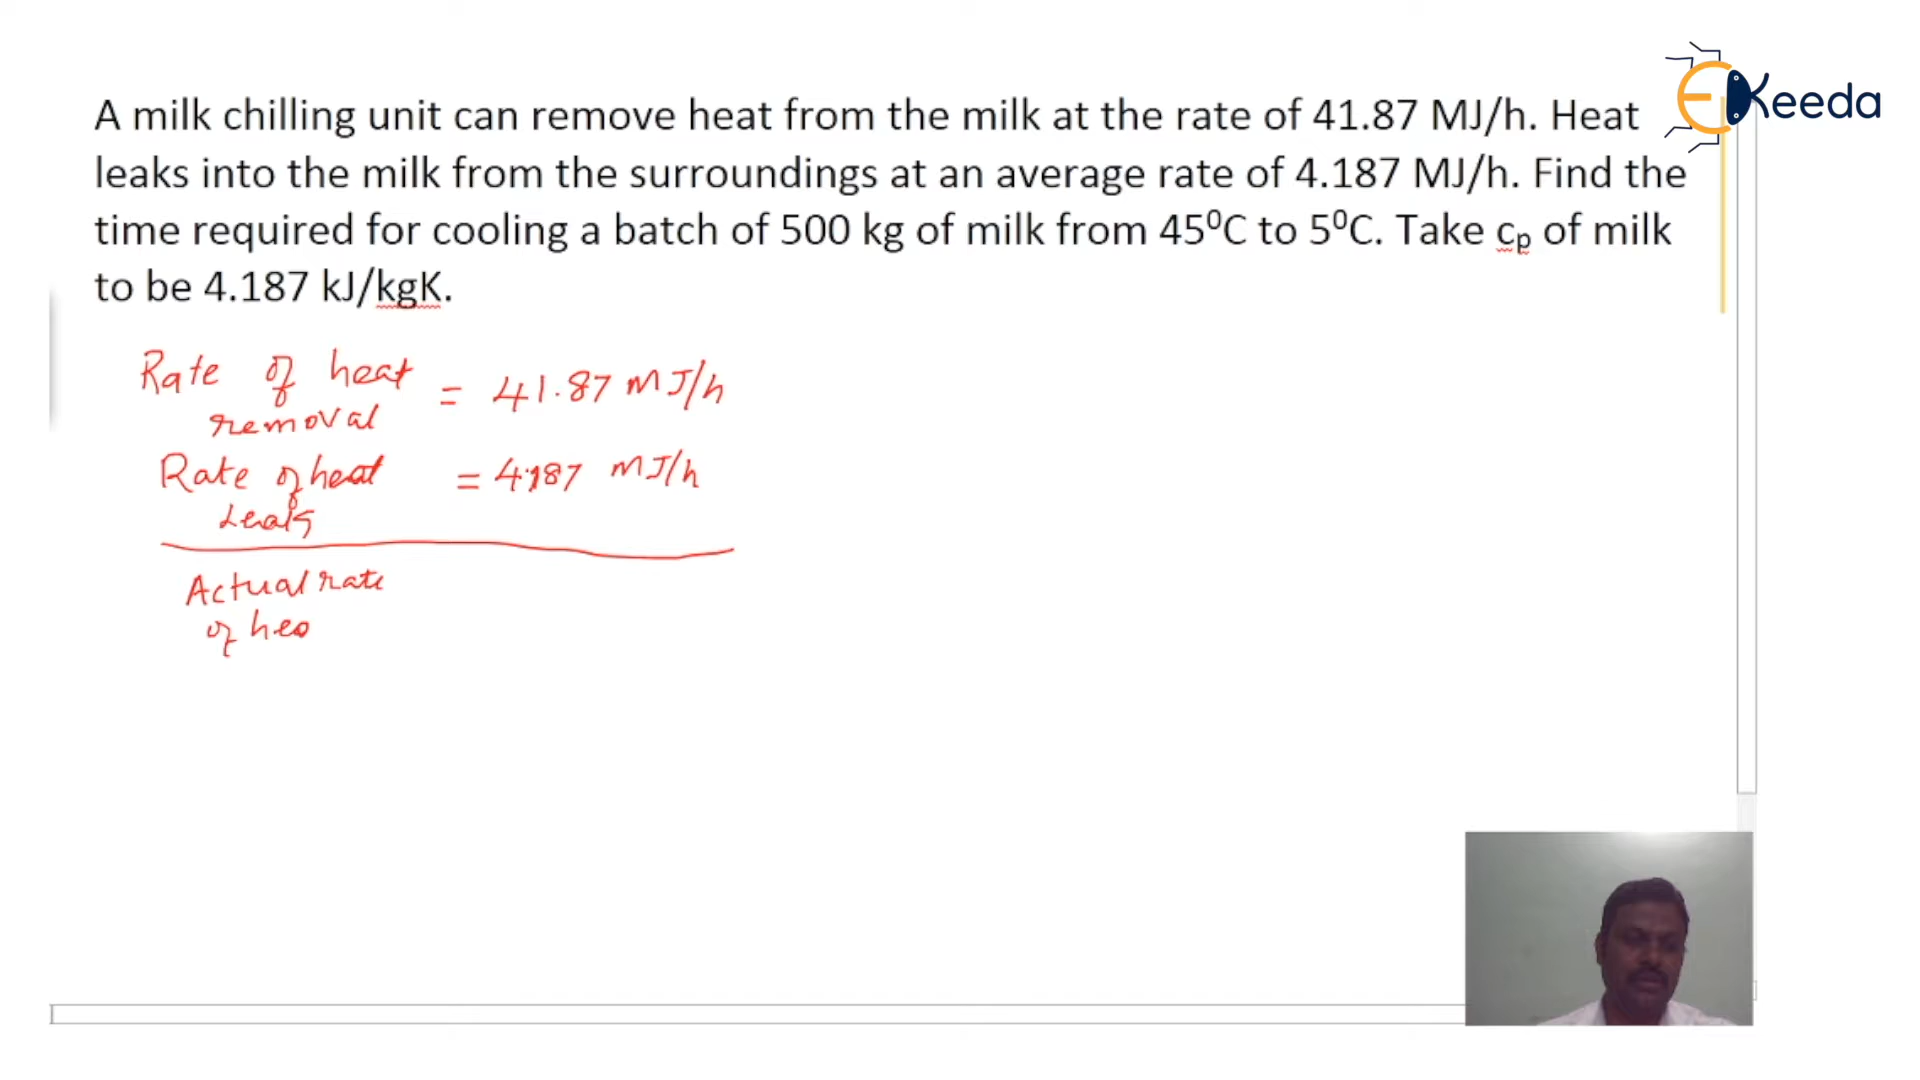 EKeeda
A milk chilling unit can remove heat from the milk at the rate of 41.87 MJ/h. Heat
leaks into the milk from the surroundings at an average rate of 4.187 MJ/h. Find the
time required for cooling a batch of 500 kg of milk from 45⁰C to 5⁰C. Take cₚ of milk
to be 4.187 kJ/kgK.
Rate of heat
removal = 41.87 MJ/h
Rate of heat = 4.187 MJ/h
Leaks
Actual rate
of hea